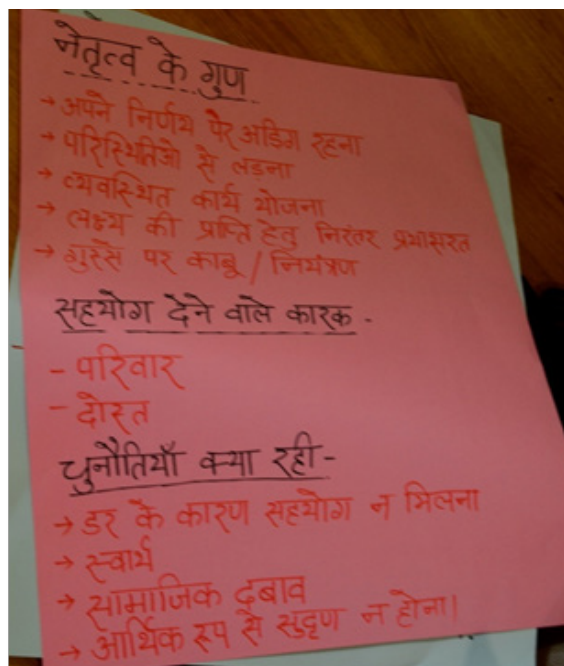 नेतृत्व के गुण
→ अपने निर्णय पेर अडिग रहना
→ परिस्थितिओ से लडना
→ व्यवस्थित कार्य योजना
→ लक्ष्य की प्राप्ति हेतु निरंतर प्रयासरत
→ गुस्से पर काबू / नियंत्रण
सहयोग देने वाले कारक -
- परिवार
- दोस्त
चुनौतियाँ क्या रही -
→ डर के कारण सहयोग न मिलना
→ स्वार्थ
→ सामाजिक दबाव
→ आर्थिक रूप से सुदृण न होना।